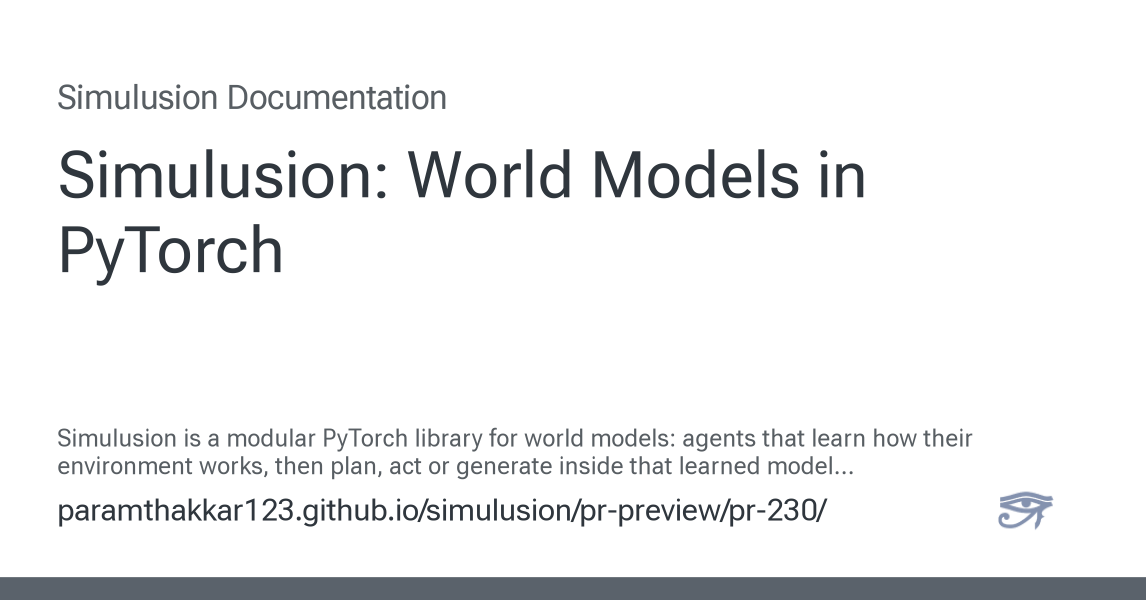 Simulusion Documentation
Simulusion: World Models in
PyTorch
Simulusion is a modular PyTorch library for world models: agents that learn how their
environment works, then plan, act or generate inside that learned model...
paramthakkar123.github.io/simulusion/pr-preview/pr-230/